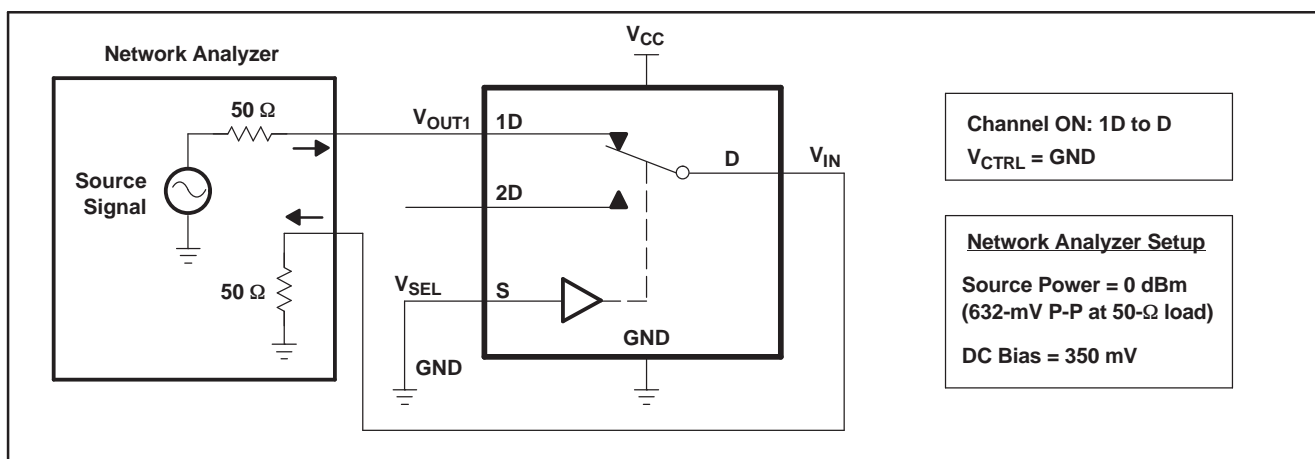 Network Analyzer
50 Ω
Source
Signal
50 Ω
VOUT1
1D
2D
VSEL
S
GND
VCC
D
VIN
GND
Channel ON: 1D to D
VCTRL = GND
Network Analyzer Setup
Source Power = 0 dBm
(632-mV P-P at 50-Ω load)
DC Bias = 350 mV